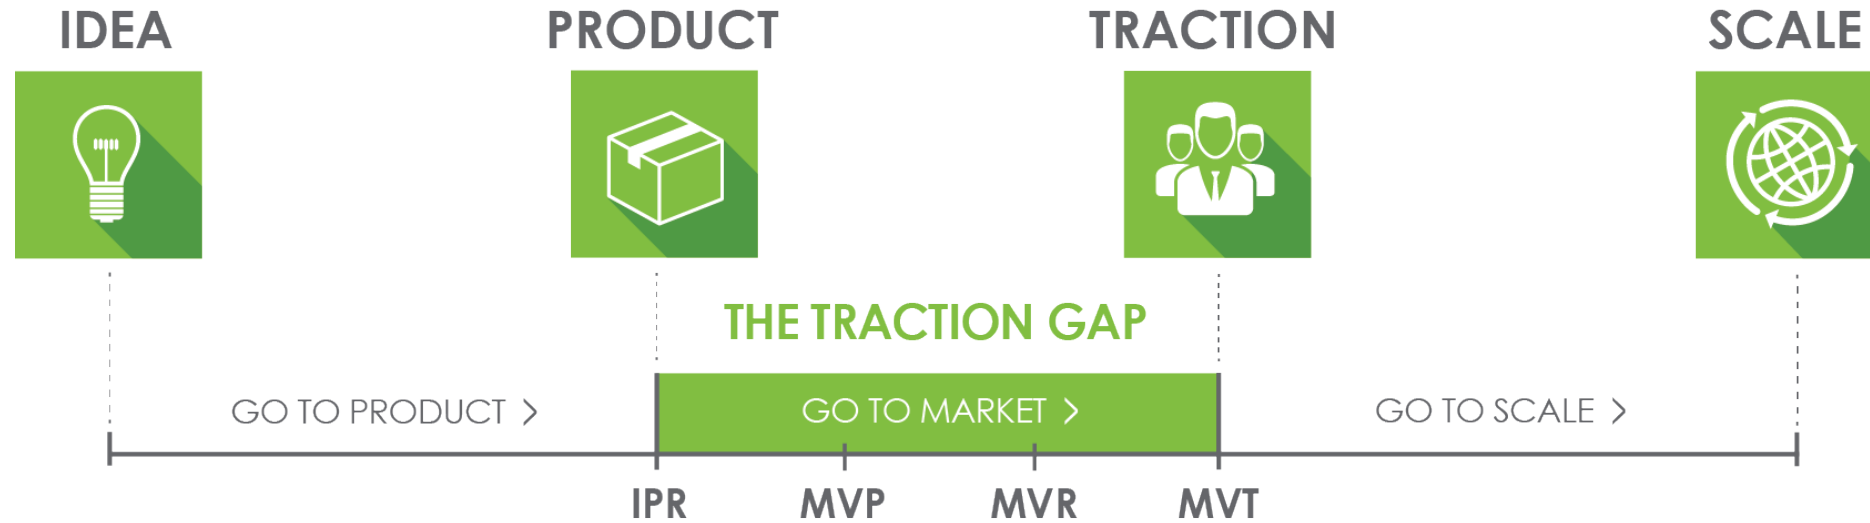 IDEA
PRODUCT
TRACTION
SCALE
THE TRACTION GAP
GO TO PRODUCT >
GO TO MARKET >
GO TO SCALE >
IPR
MVP
MVR
MVT